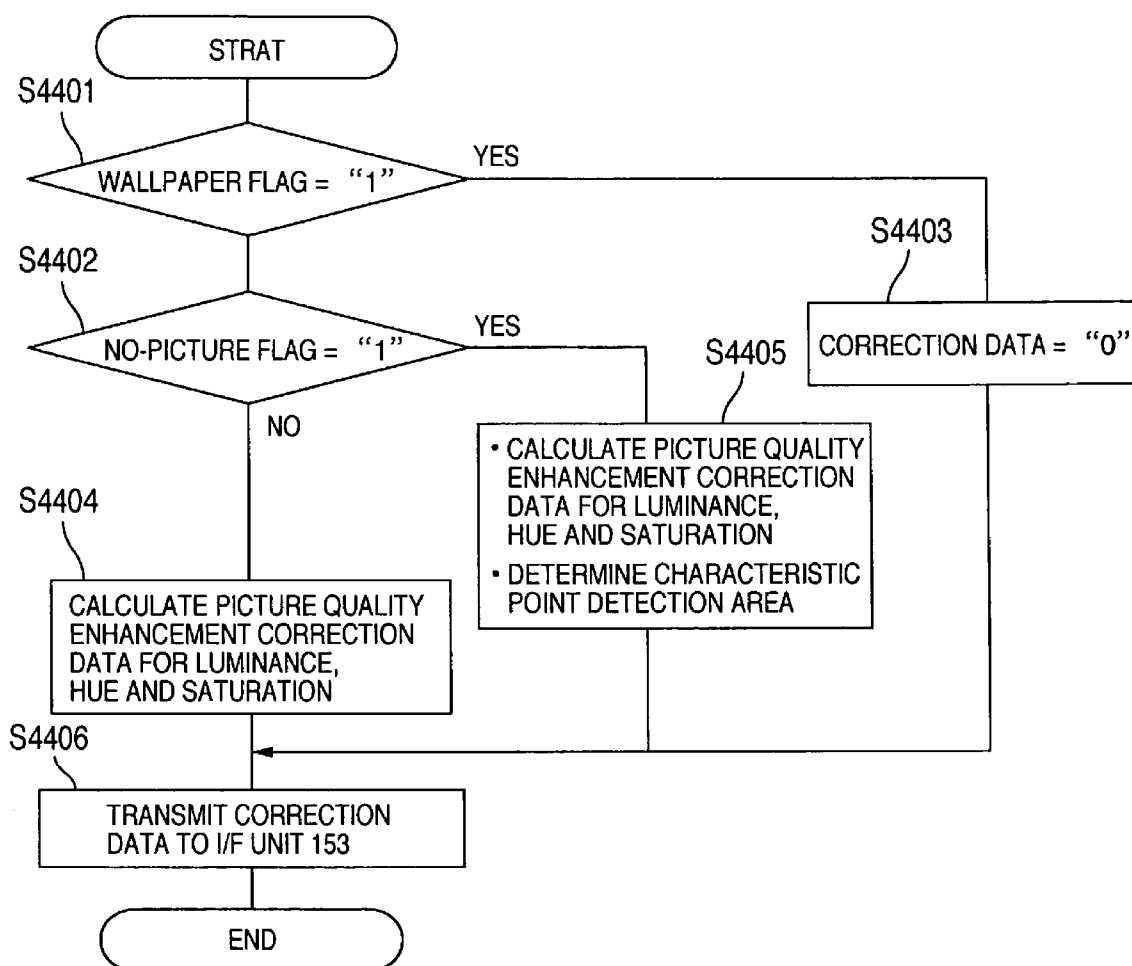 STRAT
S4401
WALLPAPER FLAG = “1”
YES
S4402
NO-PICTURE FLAG = “1”
YES
NO
S4403
CORRECTION DATA = “0”
S4405
• CALCULATE PICTURE QUALITY
ENHANCEMENT CORRECTION
DATA FOR LUMINANCE,
HUE AND SATURATION
• DETERMINE CHARACTERISTIC
POINT DETECTION AREA
S4404
CALCULATE PICTURE QUALITY
ENHANCEMENT CORRECTION
DATA FOR LUMINANCE,
HUE AND SATURATION
S4406
TRANSMIT CORRECTION
DATA TO I/F UNIT 153
END